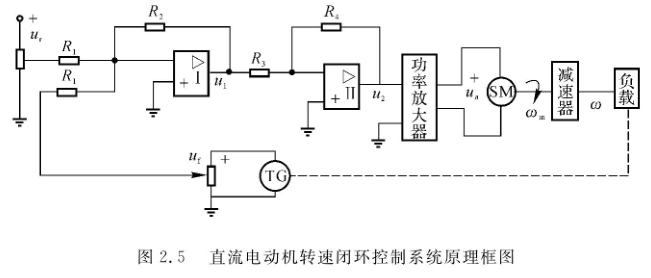 +
u_r
R_1
R_1
R_2
+
▷
I
u_1
R_3
R_4
+
▷
II
u_2
功率放大器
+
u_a
SM
ω_m
减速器
ω
负载
u_f
+
TG
图 2.5 直流电动机转速闭环控制系统原理框图